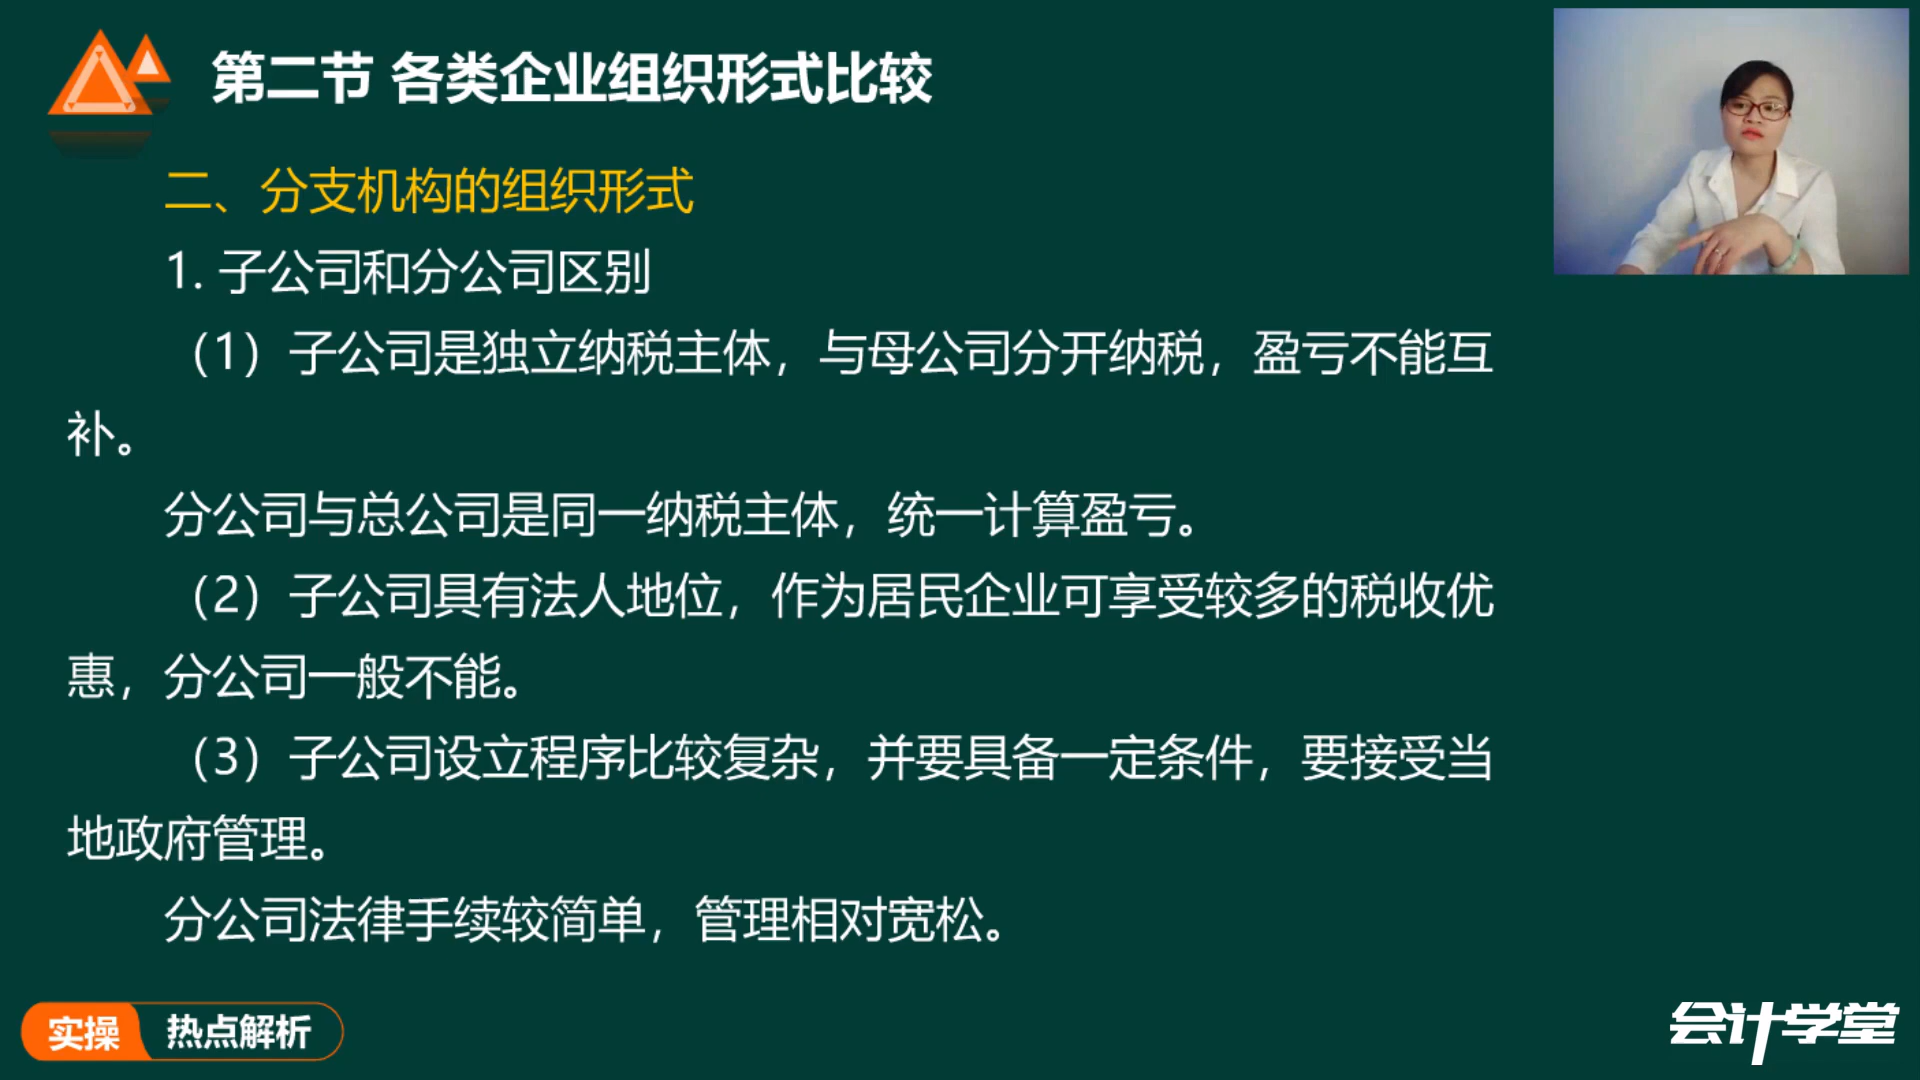 第二节 各类企业组织形式比较
二、分支机构的组织形式
1. 子公司和分公司区别
（1）子公司是独立纳税主体，与母公司分开纳税，盈亏不能互
补。
分公司与总公司是同一纳税主体，统一计算盈亏。
（2）子公司具有法人地位，作为居民企业可享受较多的税收优
惠，分公司一般不能。
（3）子公司设立程序比较复杂，并要具备一定条件，要接受当
地政府管理。
分公司法律手续较简单，管理相对宽松。
实操 热点解析
会计学堂